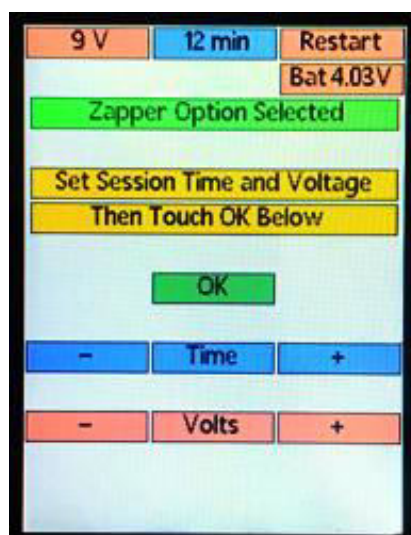 9 V 12 min Restart
Bat 4.03V
Zapper Option Selected
Set Session Time and Voltage
Then Touch OK Below
OK
- Time +
- Volts +